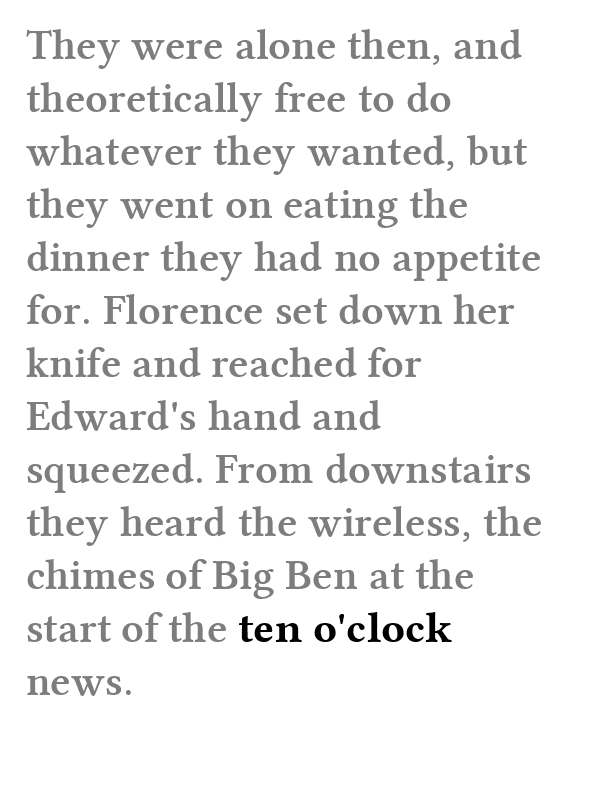 They were alone then, and
theoretically free to do
whatever they wanted, but
they went on eating the
dinner they had no appetite
for. Florence set down her
knife and reached for
Edward's hand and
squeezed. From downstairs
they heard the wireless, the
chimes of Big Ben at the
start of the ten o'clock
news.